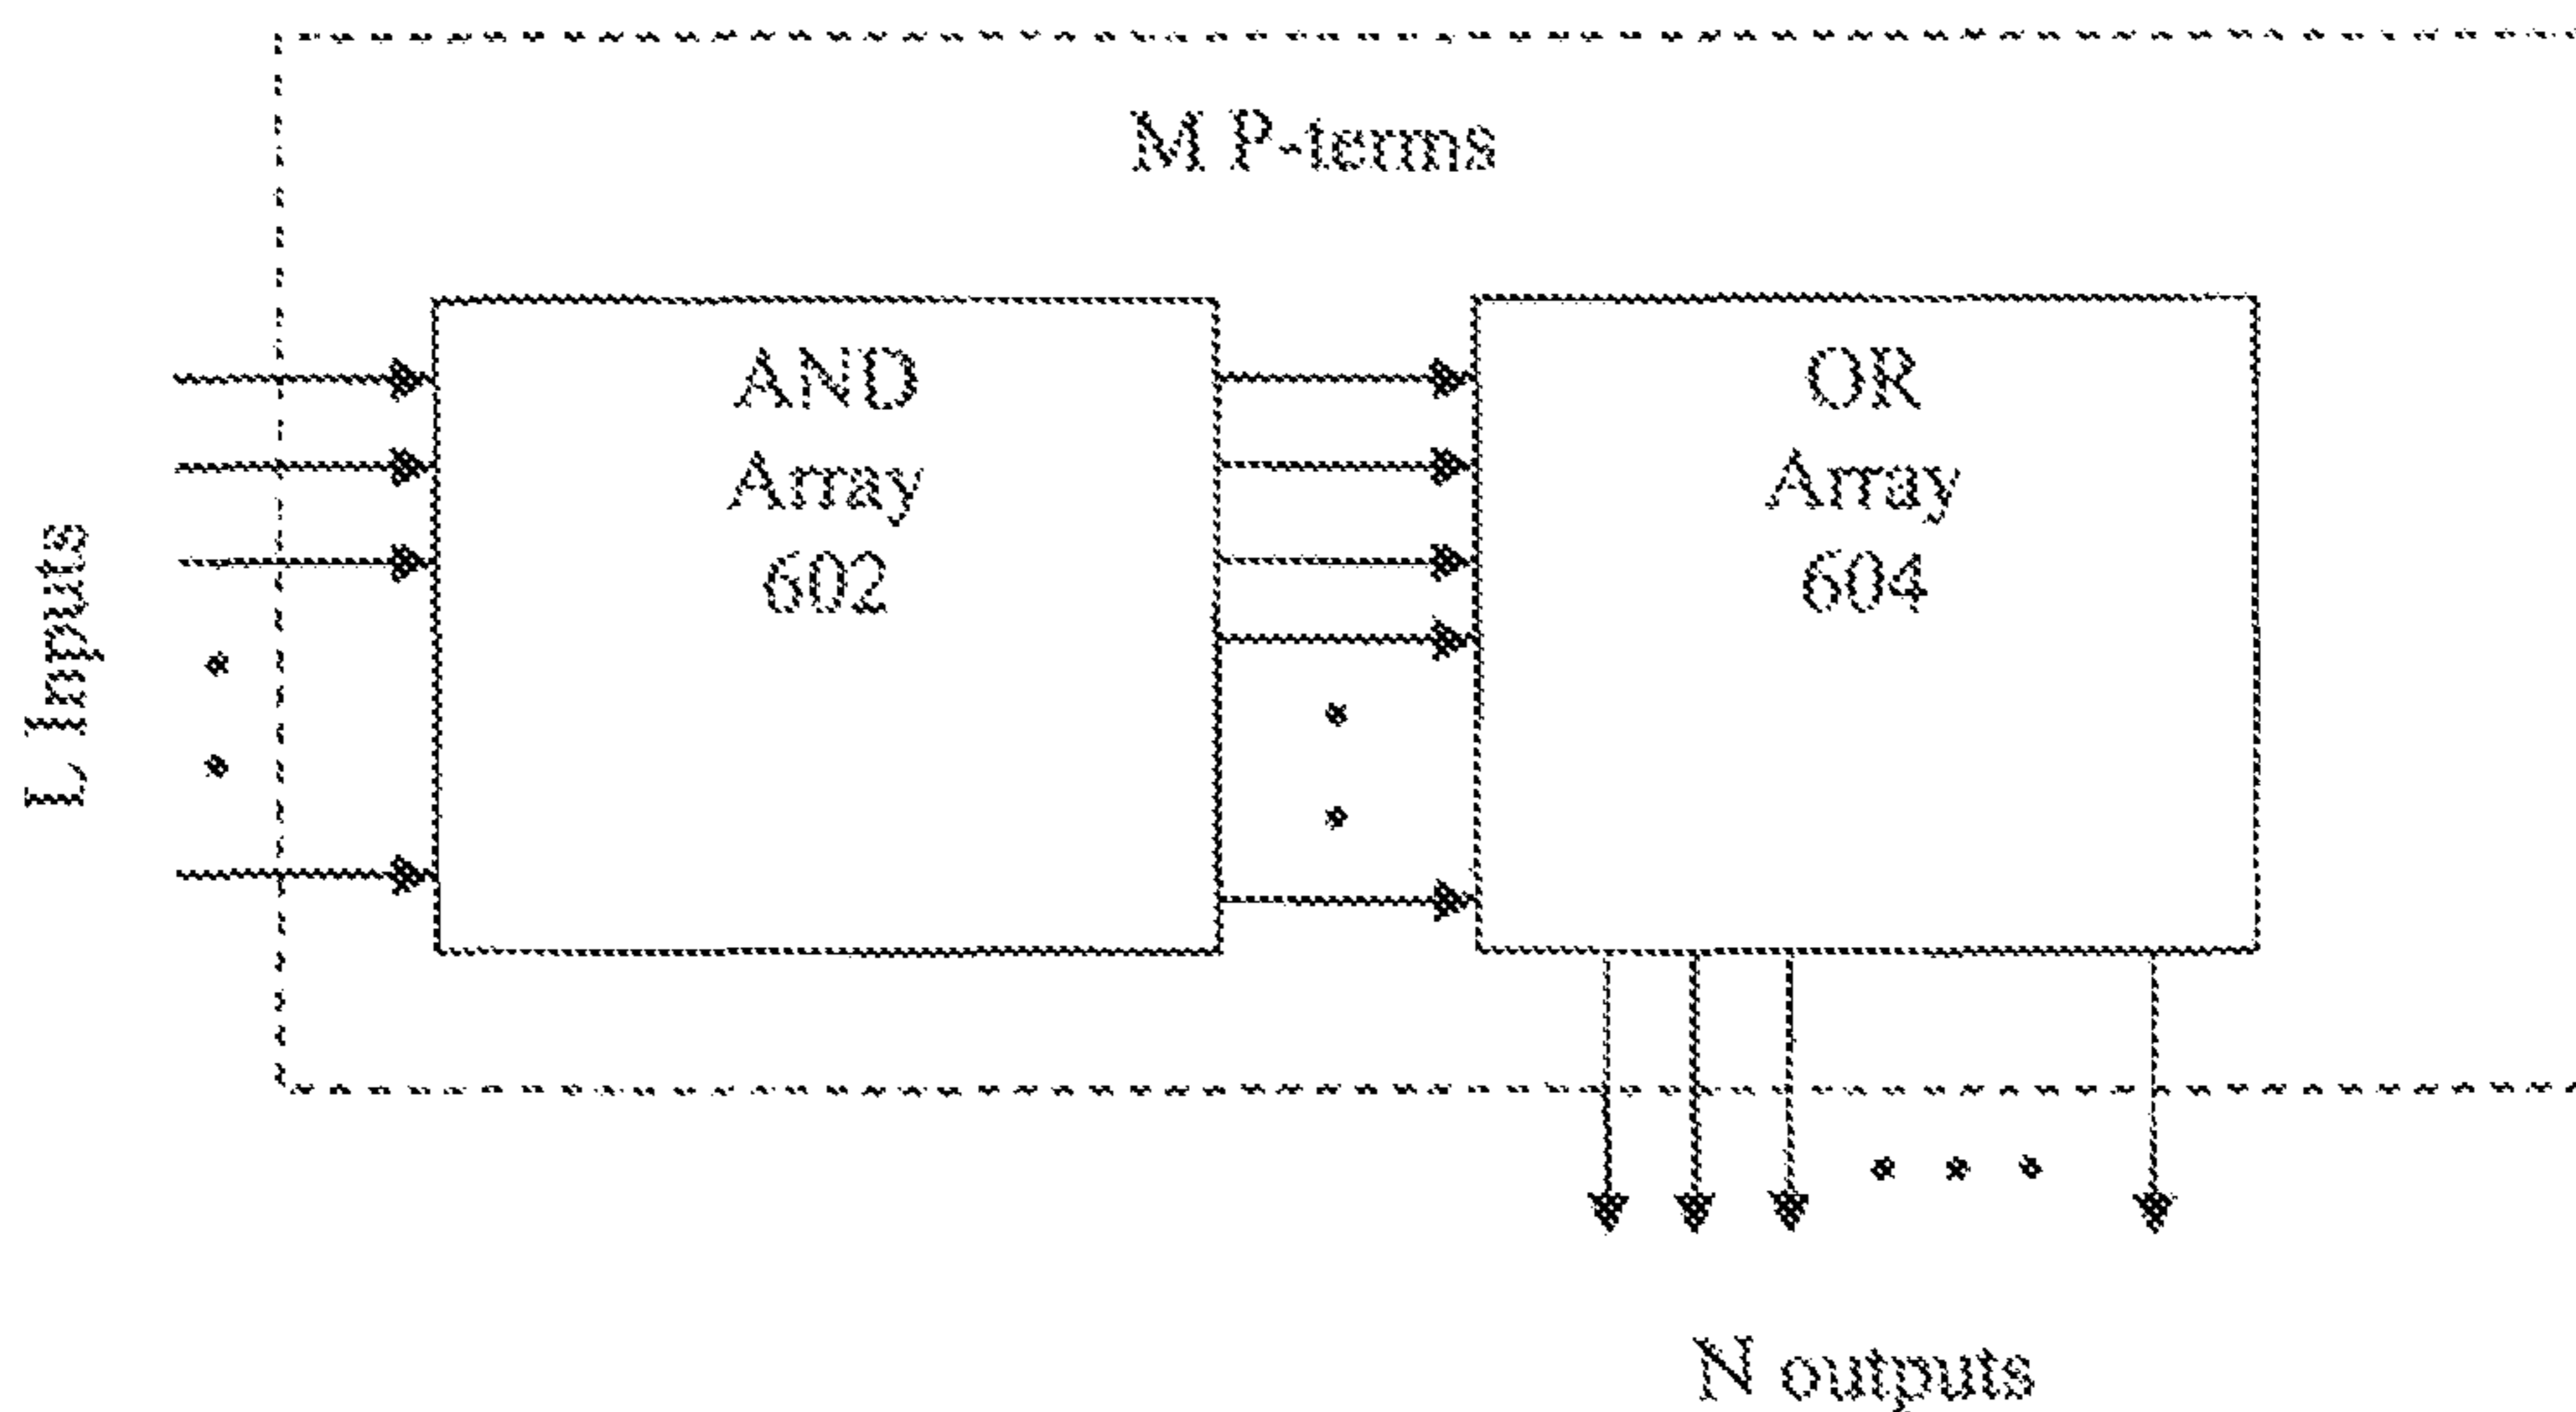 M P-terms
AND
Array
602
OR
Array
604
L Inputs
N outputs